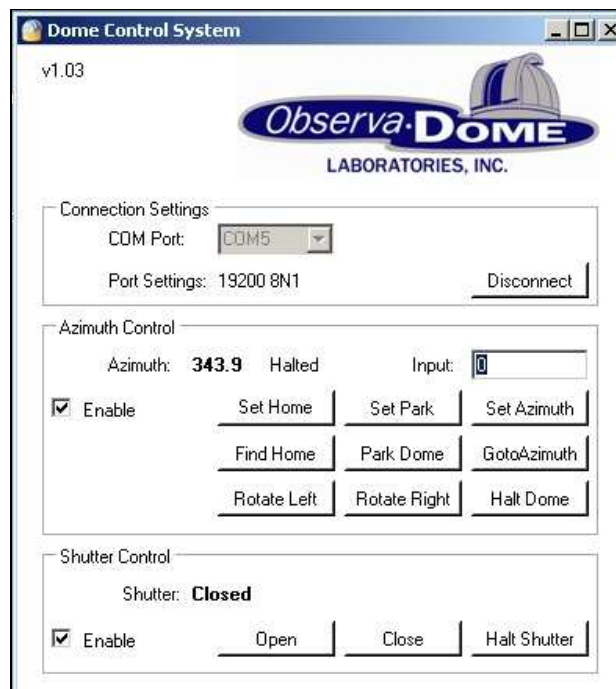 Dome Control System
v1.03
Observa-DOME
LABORATORIES, INC.
Connection Settings
COM Port: COM5
Port Settings: 19200 8N1 Disconnect
Azimuth Control
Azimuth: 343.9 Halted Input: 0
Enable Set Home Set Park Set Azimuth
Find Home Park Dome GotoAzimuth
Rotate Left Rotate Right Halt Dome
Shutter Control
Shutter: Closed
Enable Open Close Halt Shutter